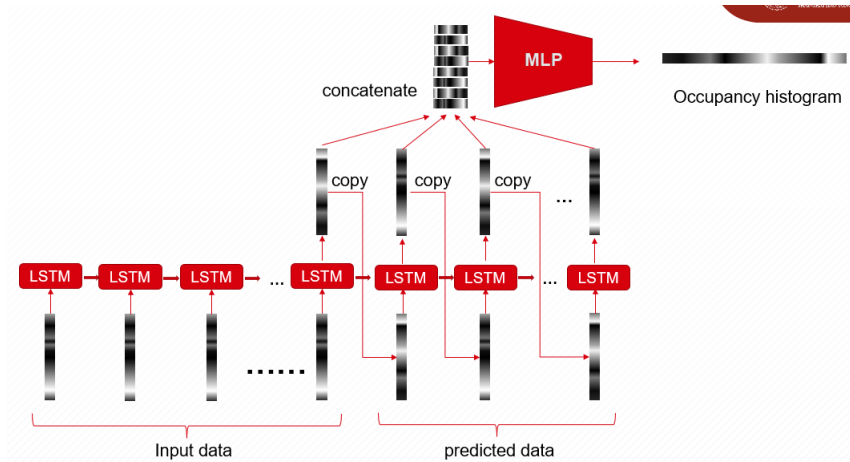 MLP
concatenate
Occupancy histogram
copy
copy
copy
...
LSTM
LSTM
LSTM
...
LSTM
LSTM
LSTM
...
LSTM
......
Input data
predicted data